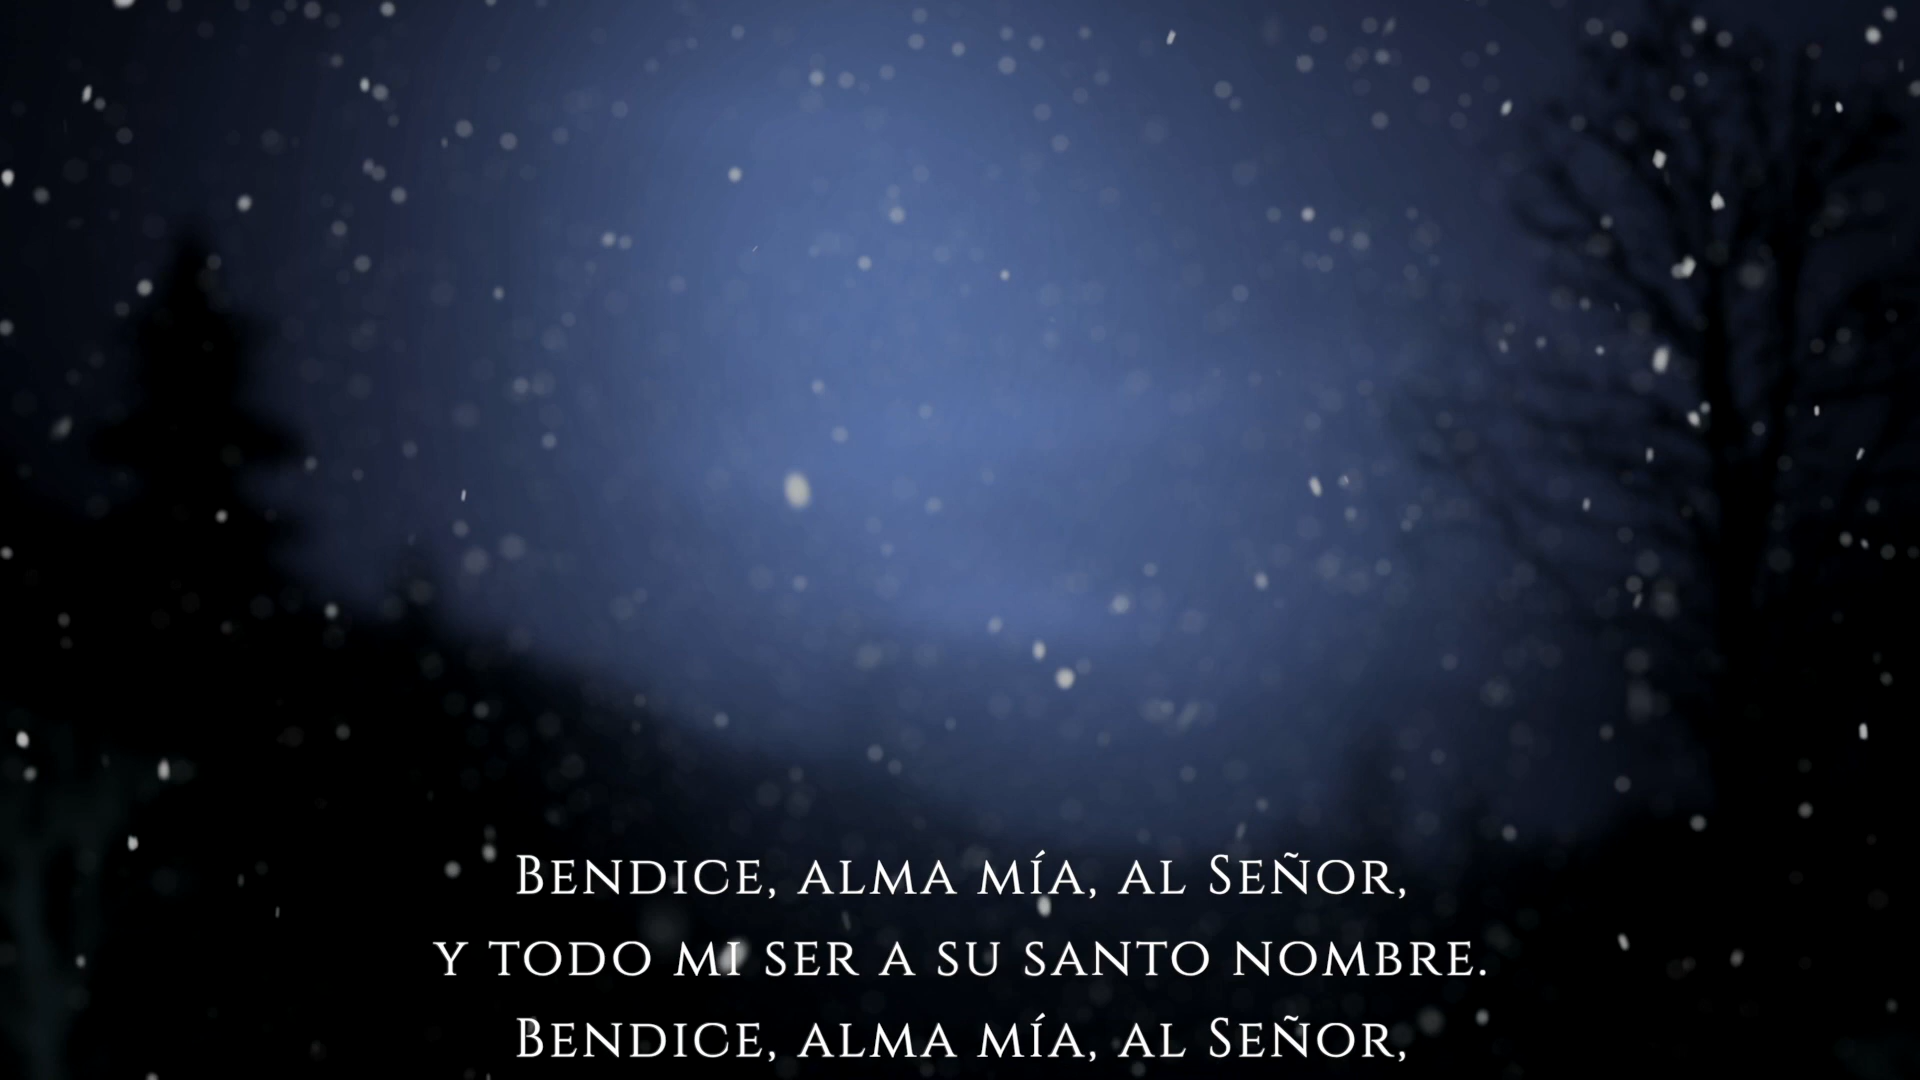 Bendice, alma mía, al Señor,
y todo mi ser a su santo nombre.
Bendice, alma mía, al Señor,